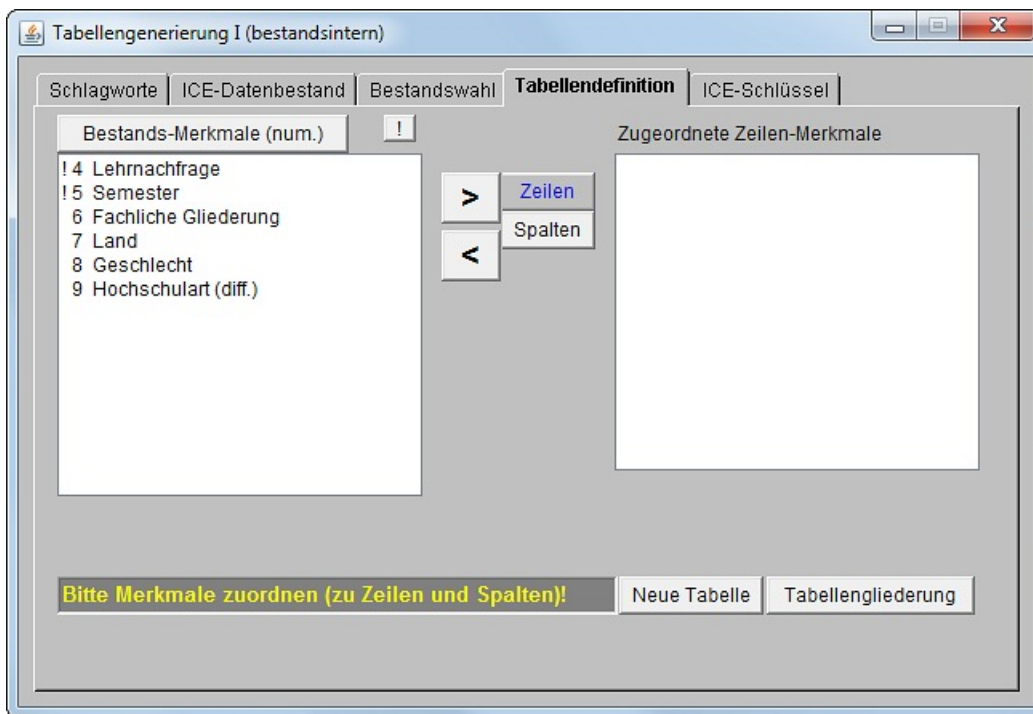 Tabellengenerierung I (bestandsintern)
Schlagworte ICE-Datenbestand Bestandswahl Tabellendefinition ICE-Schlüssel
Bestands-Merkmale (num.) ! Zugeordnete Zeilen-Merkmale
! 4 Lehrnachfrage
! 5 Semester
6 Fachliche Gliederung
7 Land
8 Geschlecht
9 Hochschulart (diff.)
> Zeilen
Spalten
<
Bitte Merkmale zuordnen (zu Zeilen und Spalten)! Neue Tabelle Tabellengliederung